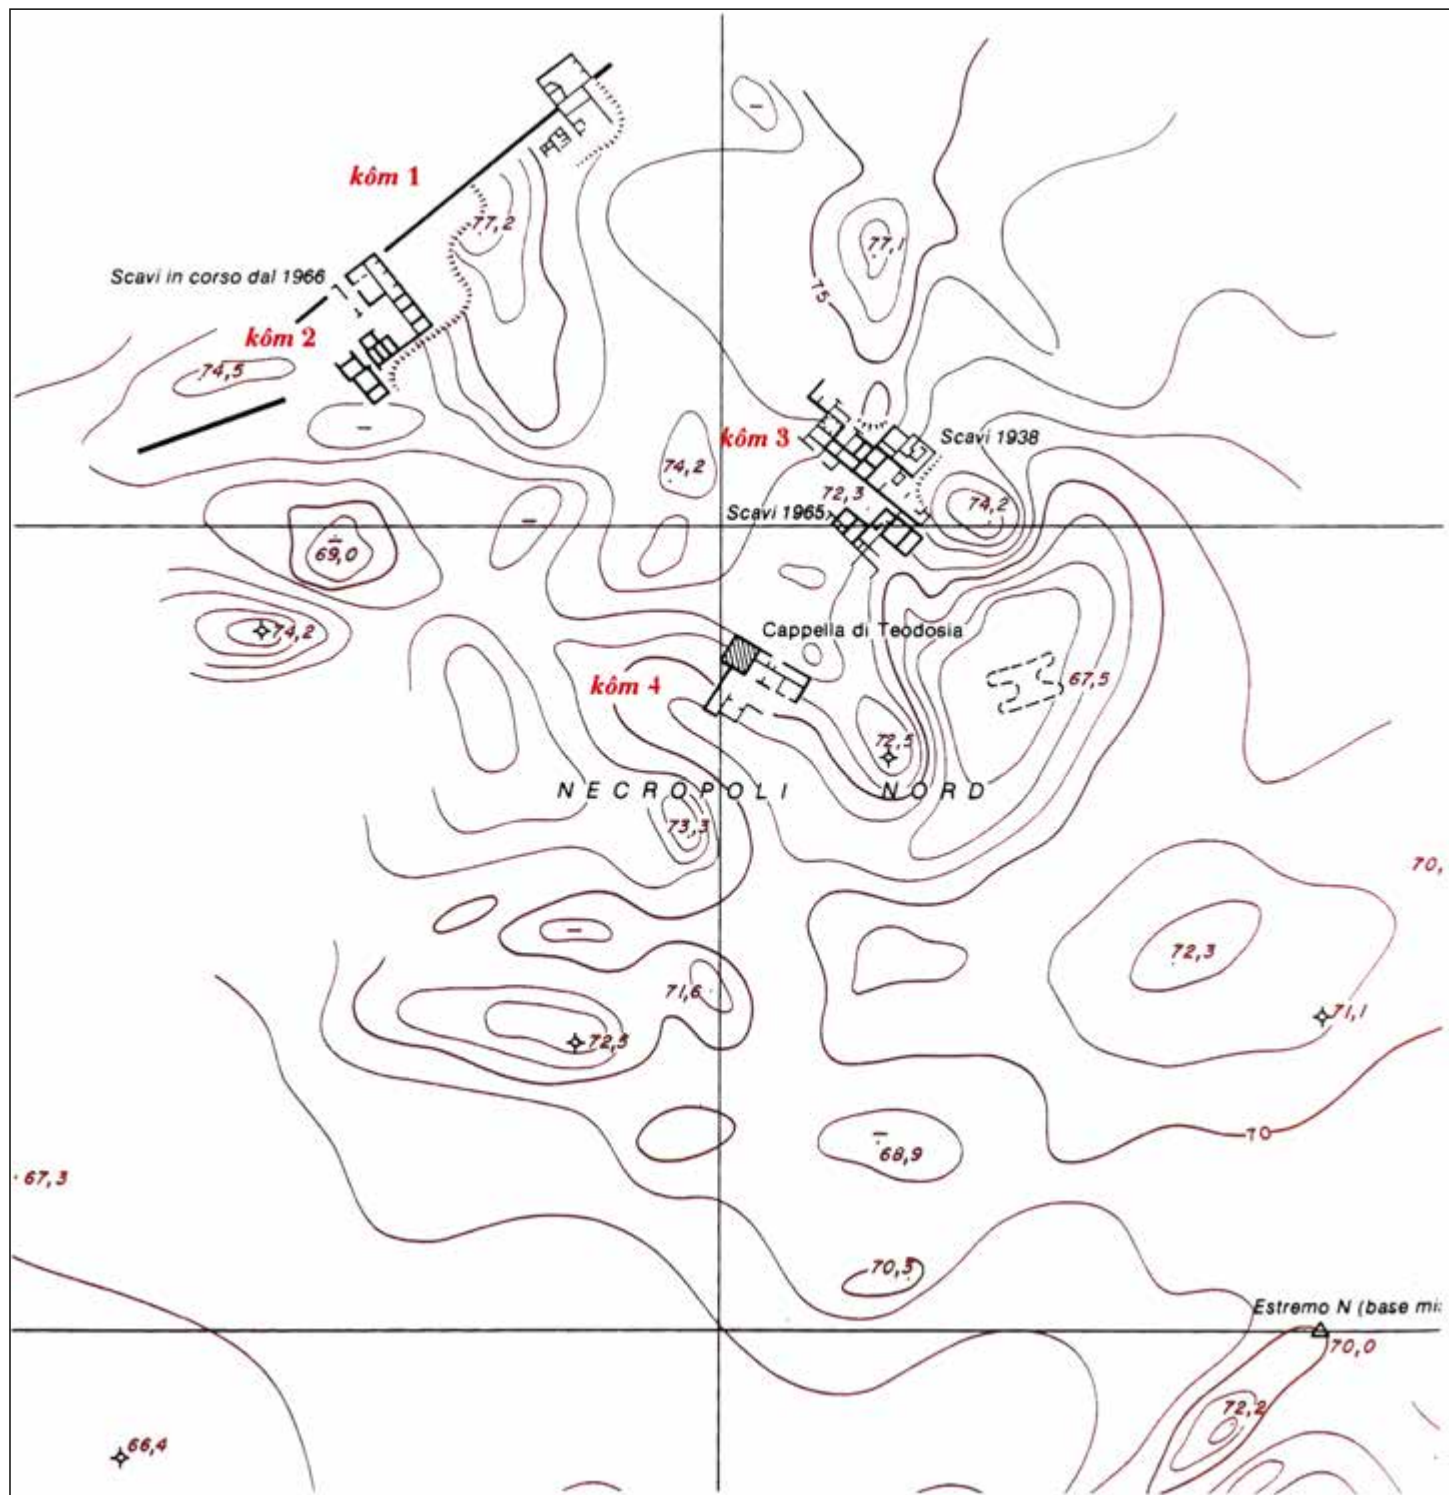 kôm 1
77,2
77,1
Scavi in corso dal 1966
75
kôm 2
74,5
kôm 3
Scavi 1938
74,2
72,3
74,2
Scavi 1965
69,0
74,2
Cappella di Teodosia
kôm 4
67,5
72,5
NECROPOLI NORD
73,3
70,
72,3
71,6
71,1
72,5
70
68,9
67,3
70,3
Estremo N (base mi
70,0
72,2
66,4